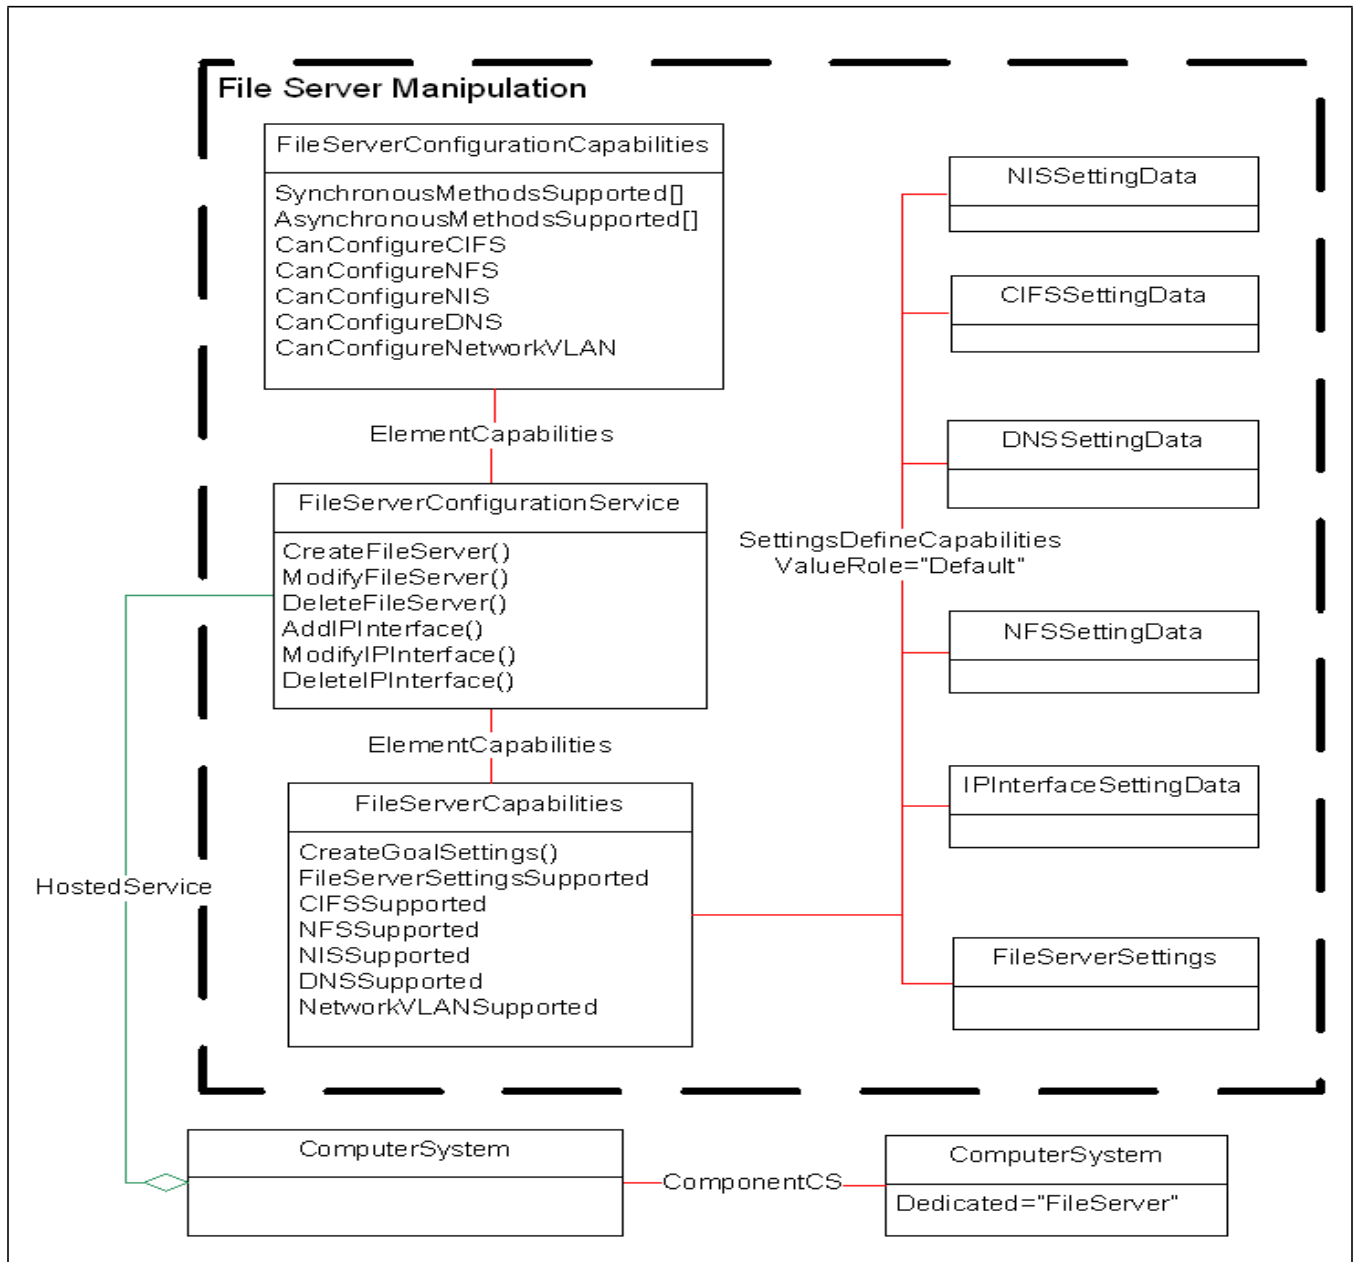 File Server Manipulation
FileServerConfigurationCapabilities
SynchronousMethodsSupported[]
AsynchronousMethodsSupported[]
CanConfigureCIFS
CanConfigureNFS
CanConfigureNIS
CanConfigureDNS
CanConfigureNetworkVLAN
ElementCapabilities
FileServerConfigurationService
CreateFileServer()
ModifyFileServer()
DeleteFileServer()
AddIPInterface()
ModifyIPInterface()
DeleteIPInterface()
ElementCapabilities
FileServerCapabilities
CreateGoalSettings()
FileServerSettingsSupported
CIFSSupported
NFSSupported
NISSupported
DNSSupported
NetworkVLANSupported
HostedService
NISSettingData
CIFSSettingData
DNSSettingData
SettingsDefineCapabilities
ValueRole="Default"
NFSSettingData
IPInterfaceSettingData
FileServerSettings
ComputerSystem
ComponentCS
ComputerSystem
Dedicated="FileServer"